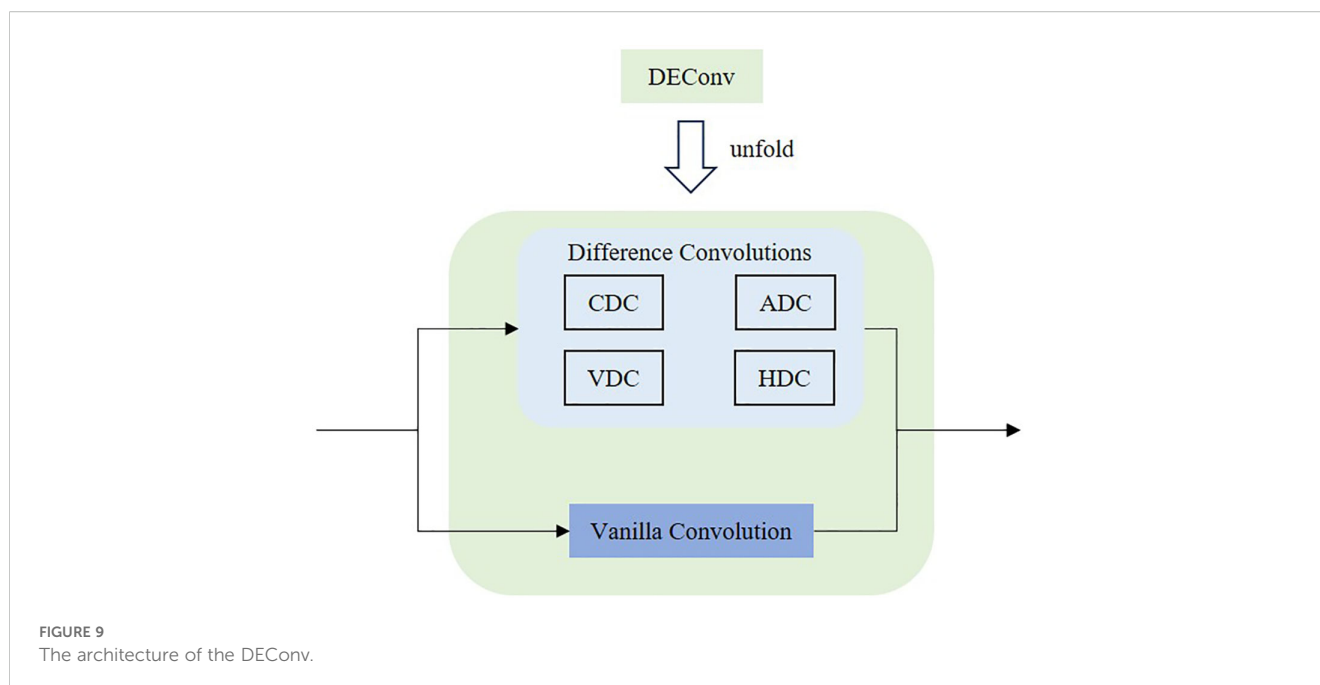 DEConv
unfold
Difference Convolutions
CDC
ADC
VDC
HDC
Vanilla Convolution
FIGURE 9
The architecture of the DEConv.